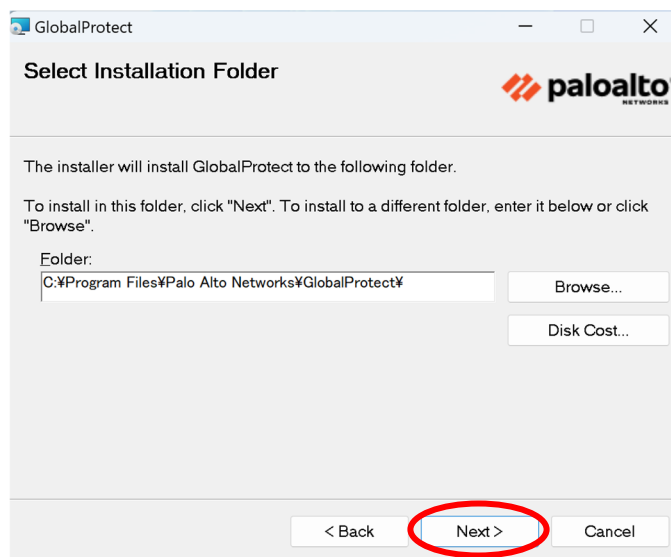 GlobalProtect
Select Installation Folder
paloalto
NETWORKS
The installer will install GlobalProtect to the following folder.
To install in this folder, click "Next". To install to a different folder, enter it below or click
"Browse".
Folder:
C:¥Program Files¥Palo Alto Networks¥GlobalProtect¥
Browse...
Disk Cost...
< Back
Next >
Cancel